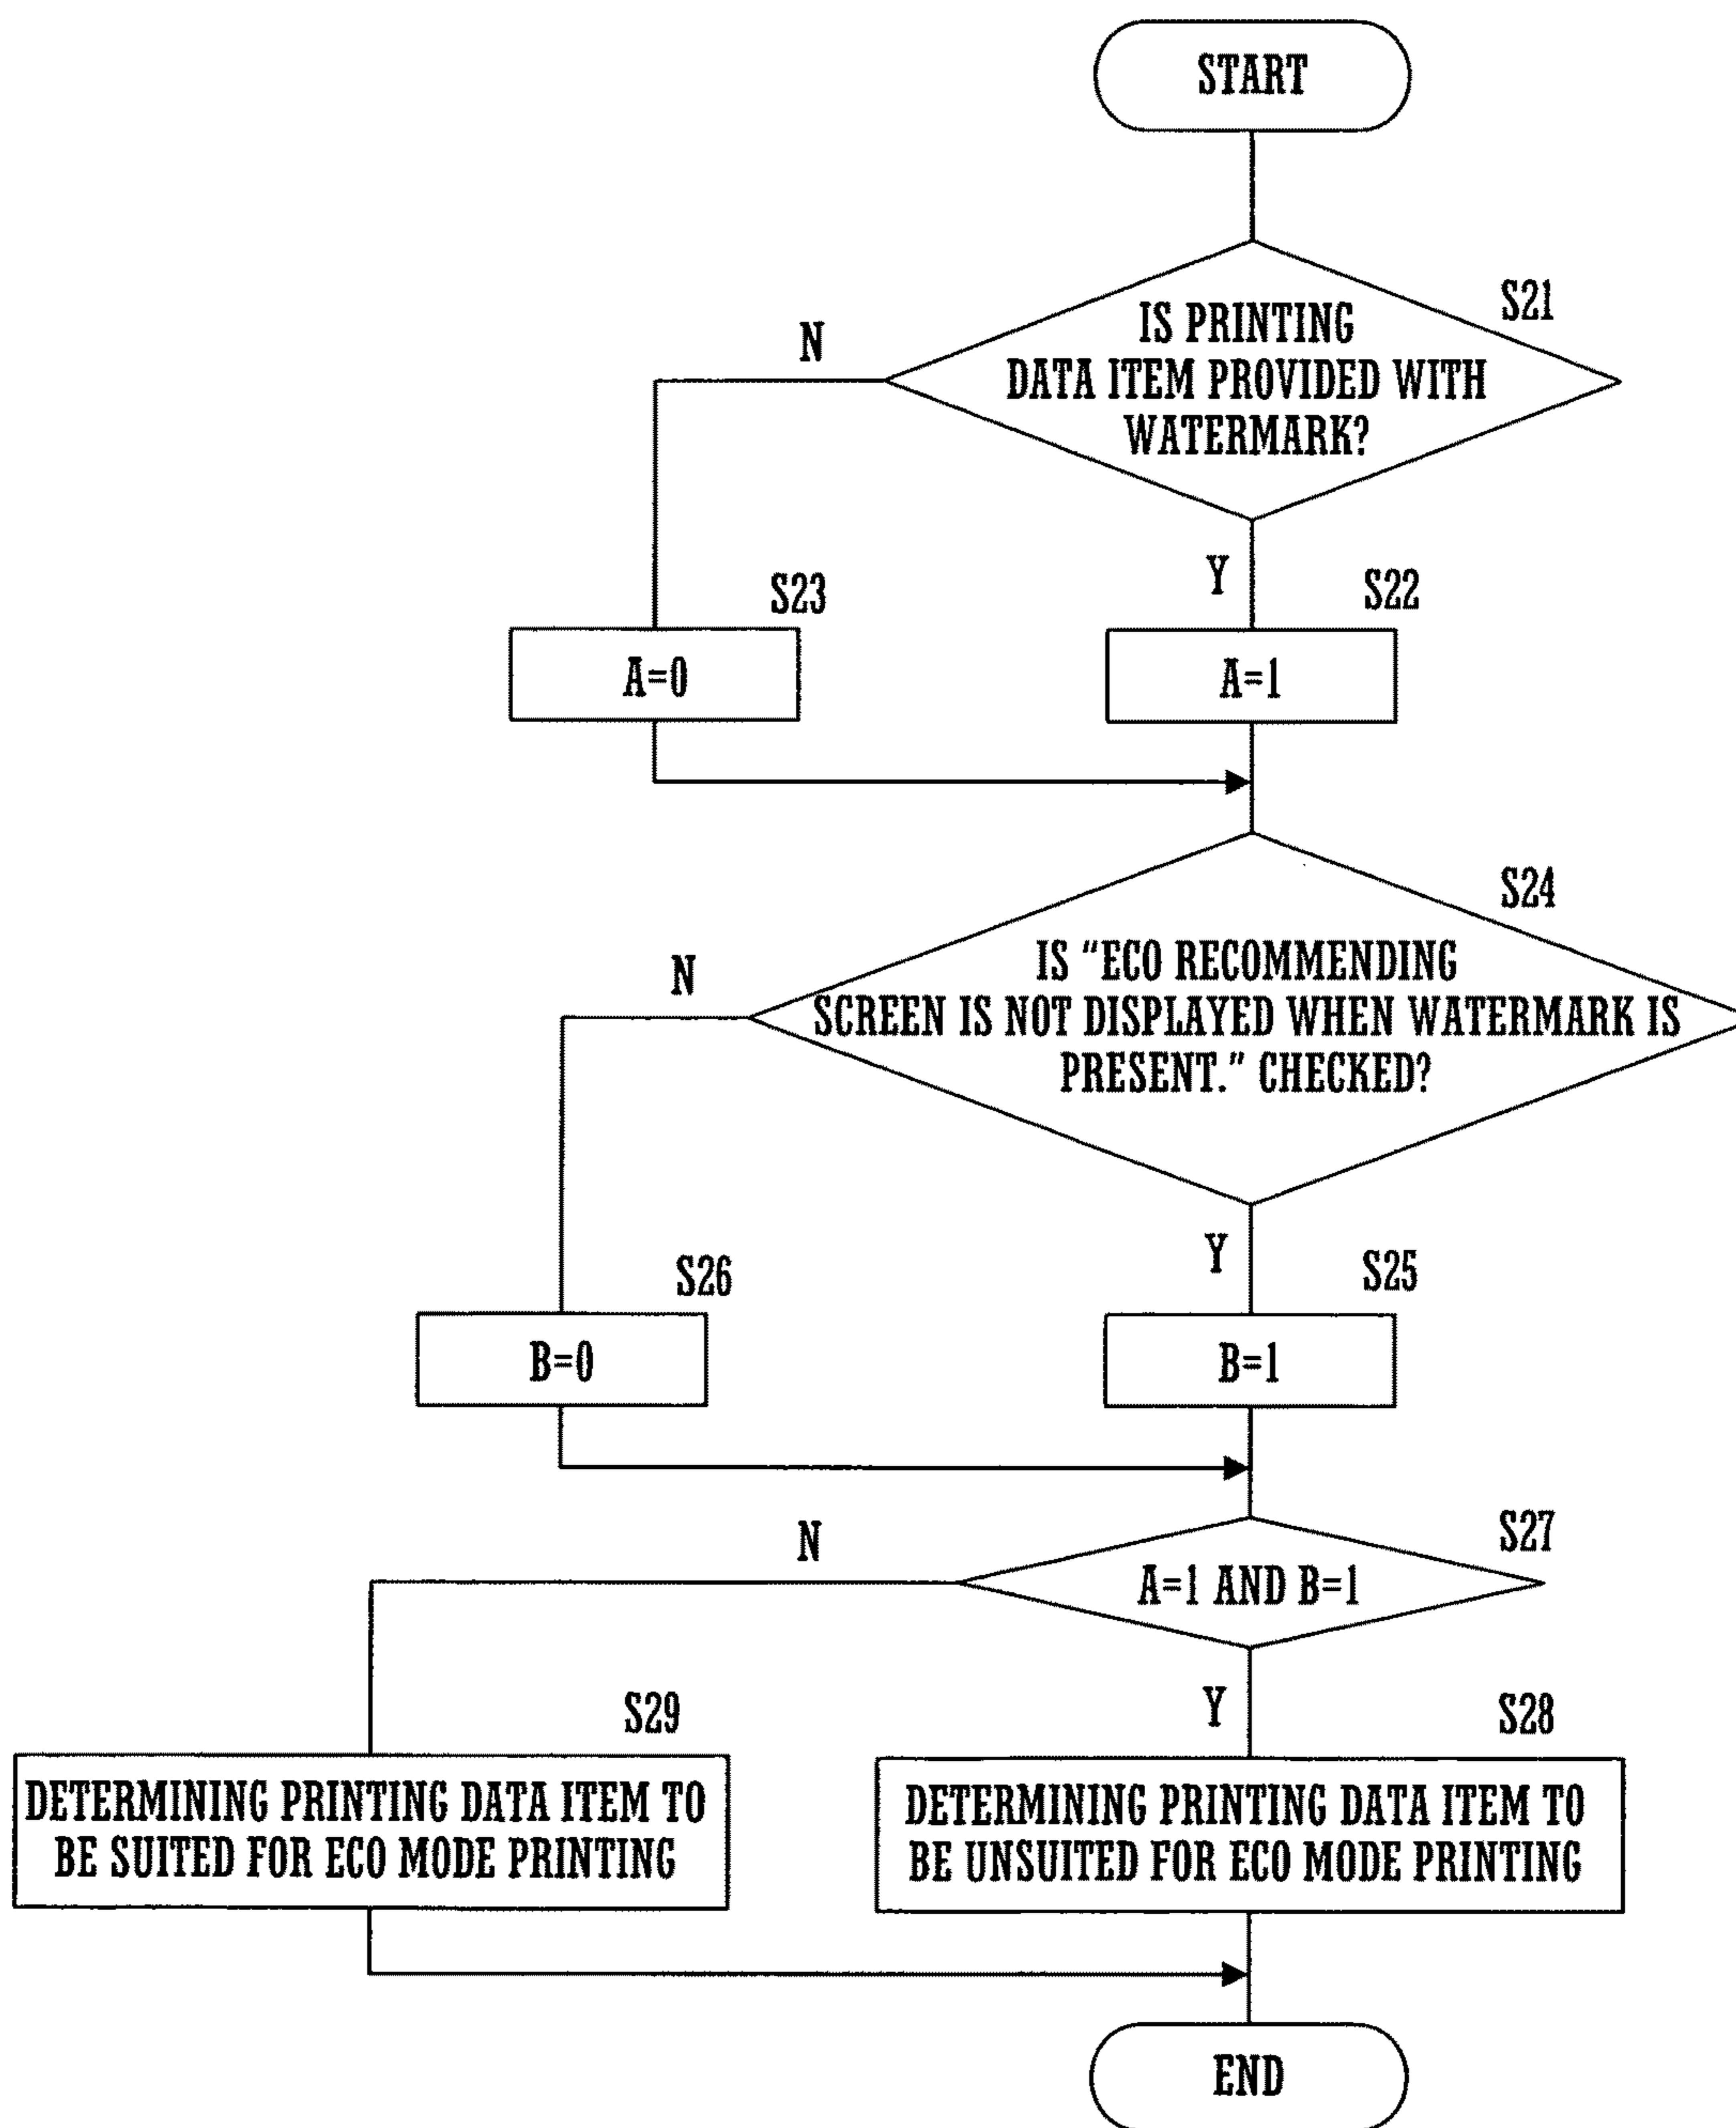 START
S21
IS PRINTING
DATA ITEM PROVIDED WITH
WATERMARK?
N
Y
S23
S22
A=0
A=1
S24
IS “ECO RECOMMENDING
SCREEN IS NOT DISPLAYED WHEN WATERMARK IS
PRESENT.” CHECKED?
N
Y
S26
S25
B=0
B=1
S27
A=1 AND B=1
N
Y
S29
S28
DETERMINING PRINTING DATA ITEM TO
BE SUITED FOR ECO MODE PRINTING
DETERMINING PRINTING DATA ITEM TO
BE UNSUITED FOR ECO MODE PRINTING
END